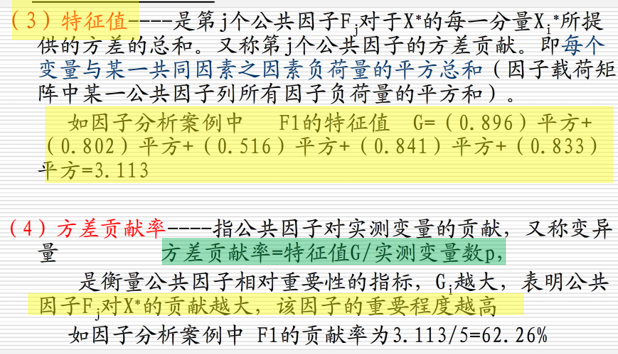 （3）特征值----是第j个公共因子Fj对于X*的每一分量Xi*所提
供的方差的总和。又称第j个公共因子的方差贡献。即每个
变量与某一共同因素之因素负荷量的平方总和（因子载荷矩
阵中某一公共因子列所有因子负荷量的平方和）。
如因子分析案例中 F1的特征值 G=（0.896）平方+
（0.802）平方+（0.516）平方+（0.841）平方+（0.833）
平方=3.113
（4）方差贡献率----指公共因子对实测变量的贡献，又称变异
量 方差贡献率=特征值G/实测变量数p，
是衡量公共因子相对重要性的指标，Gi越大，表明公共
因子Fj对X*的贡献越大，该因子的重要程度越高
如因子分析案例中 F1的贡献率为3.113/5=62.26%